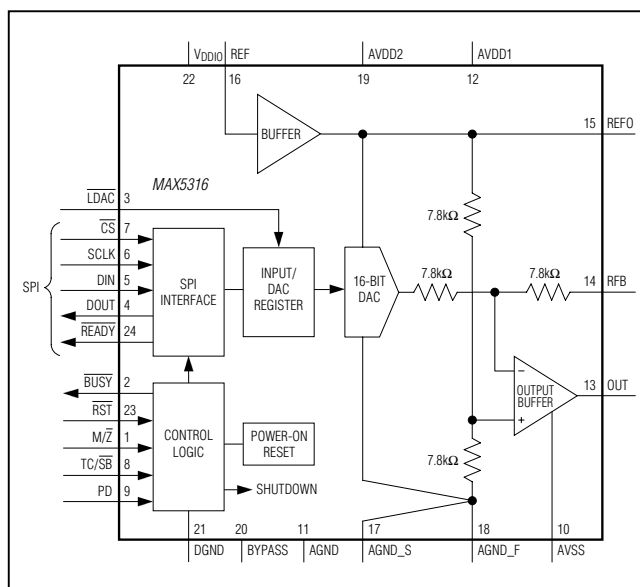 VDDIO REF AVDD2 AVDD1
22 16 19 12
BUFFER
15 REFO
MAX5316
LDAC 3
7.8kΩ
CS 7
SCLK 6
DIN 5
DOUT 4
READY 24
SPI
SPI
INTERFACE
INPUT/
DAC
REGISTER
16-BIT
DAC
7.8kΩ
7.8kΩ
14 RFB
−
OUTPUT
BUFFER
+
13 OUT
BUSY 2
RST 23
M/Z 1
TC/SB 8
PD 9
CONTROL
LOGIC
POWER-ON
RESET
SHUTDOWN
7.8kΩ
21 20 11 17 18 10
DGND BYPASS AGND AGND_S AGND_F AVSS